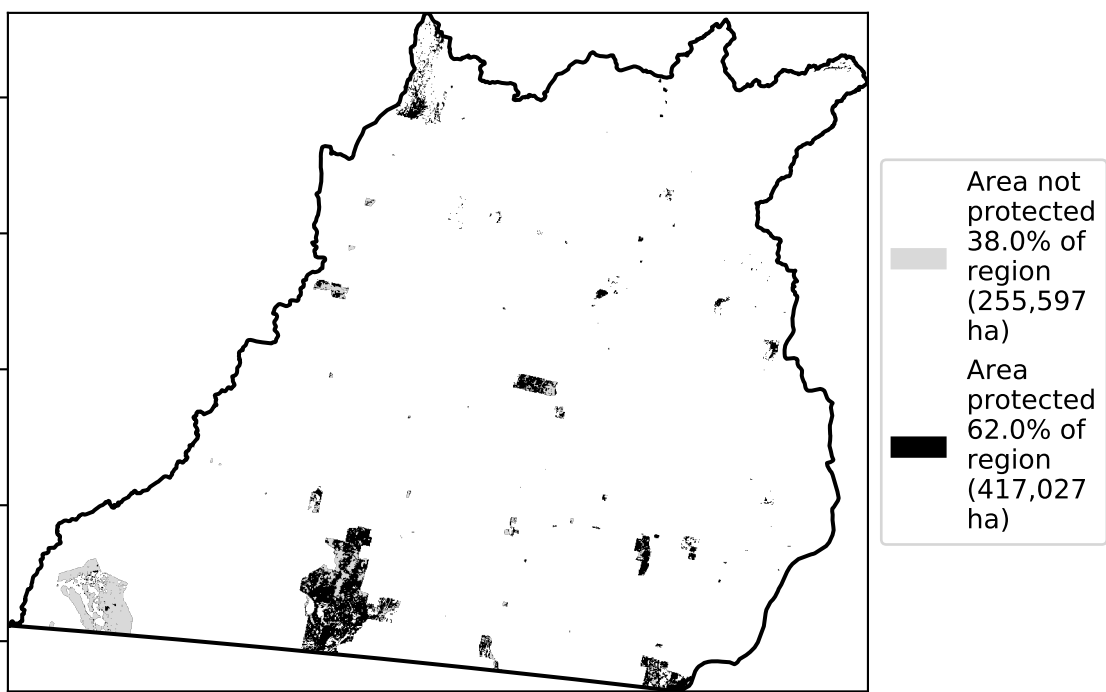 Area not
protected
38.0% of
region
(255,597
ha)
Area
protected
62.0% of
region
(417,027
ha)